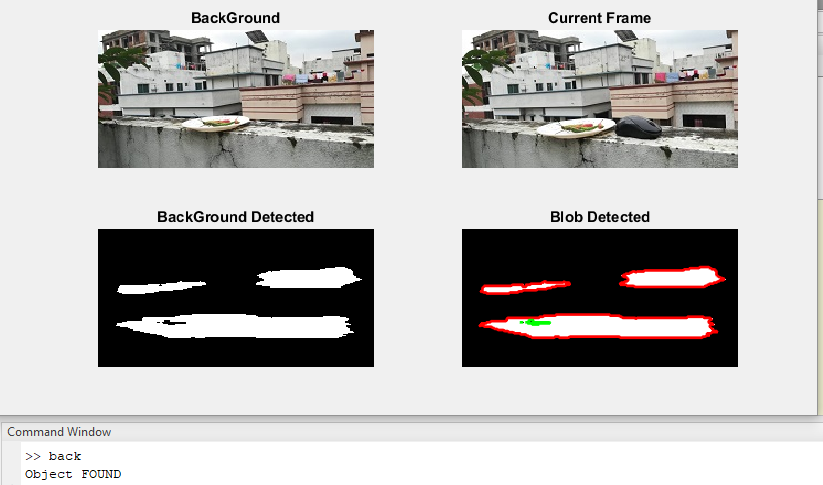 BackGround
Current Frame
BackGround Detected
Blob Detected
Command Window
>> back
Object FOUND